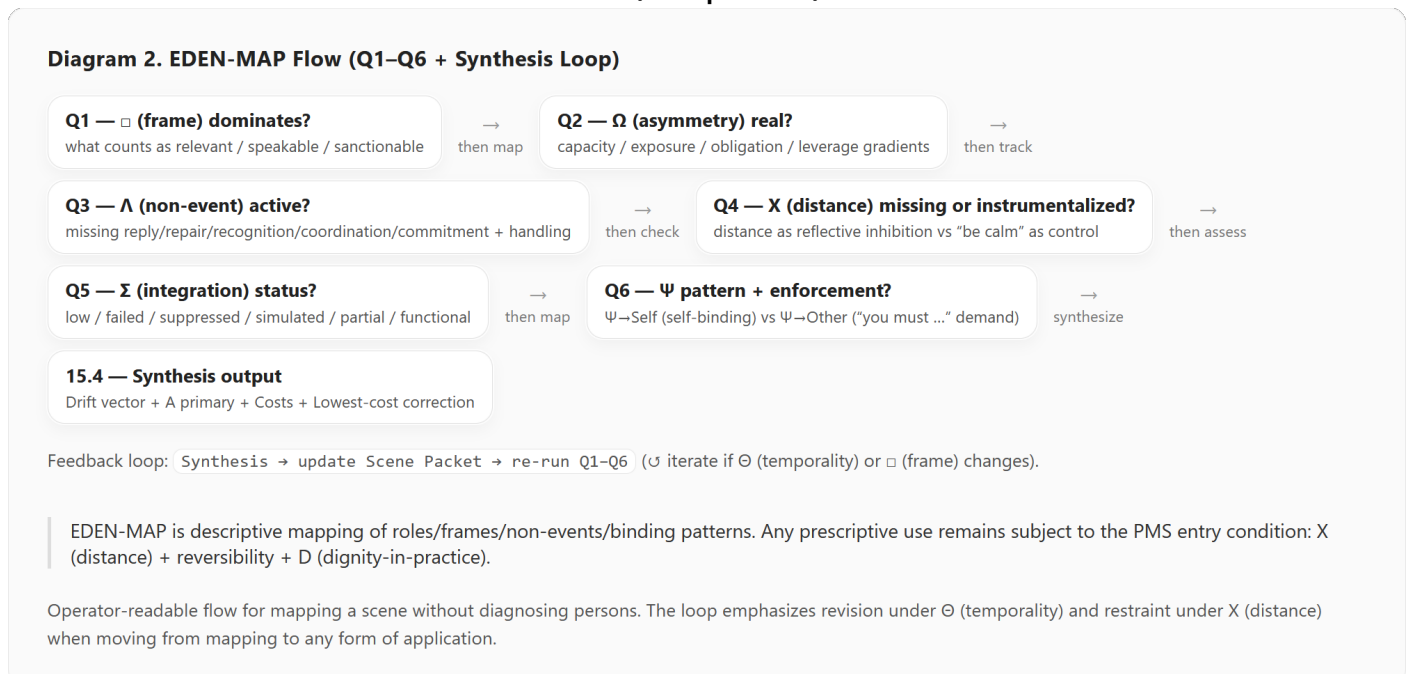 Diagram 2. EDEN-MAP Flow (Q1–Q6 + Synthesis Loop)
Q1 — □ (frame) dominates?
what counts as relevant / speakable / sanctionable
→
then map
Q2 — Ω (asymmetry) real?
capacity / exposure / obligation / leverage gradients
→
then track
Q3 — Λ (non-event) active?
missing reply/repair/recognition/coordination/commitment + handling
→
then check
Q4 — Χ (distance) missing or instrumentalized?
distance as reflective inhibition vs “be calm” as control
→
then assess
Q5 — Σ (integration) status?
low / failed / suppressed / simulated / partial / functional
→
then map
Q6 — Ψ pattern + enforcement?
Ψ→Self (self-binding) vs Ψ→Other (“you must …” demand)
→
synthesize
15.4 — Synthesis output
Drift vector + A primary + Costs + Lowest-cost correction
Feedback loop: Synthesis → update Scene Packet → re-run Q1–Q6 (↺ iterate if Θ (temporality) or □ (frame) changes).
EDEN-MAP is descriptive mapping of roles/frames/non-events/binding patterns. Any prescriptive use remains subject to the PMS entry condition: Χ
(distance) + reversibility + D (dignity-in-practice).
Operator-readable flow for mapping a scene without diagnosing persons. The loop emphasizes revision under Θ (temporality) and restraint under Χ (distance)
when moving from mapping to any form of application.